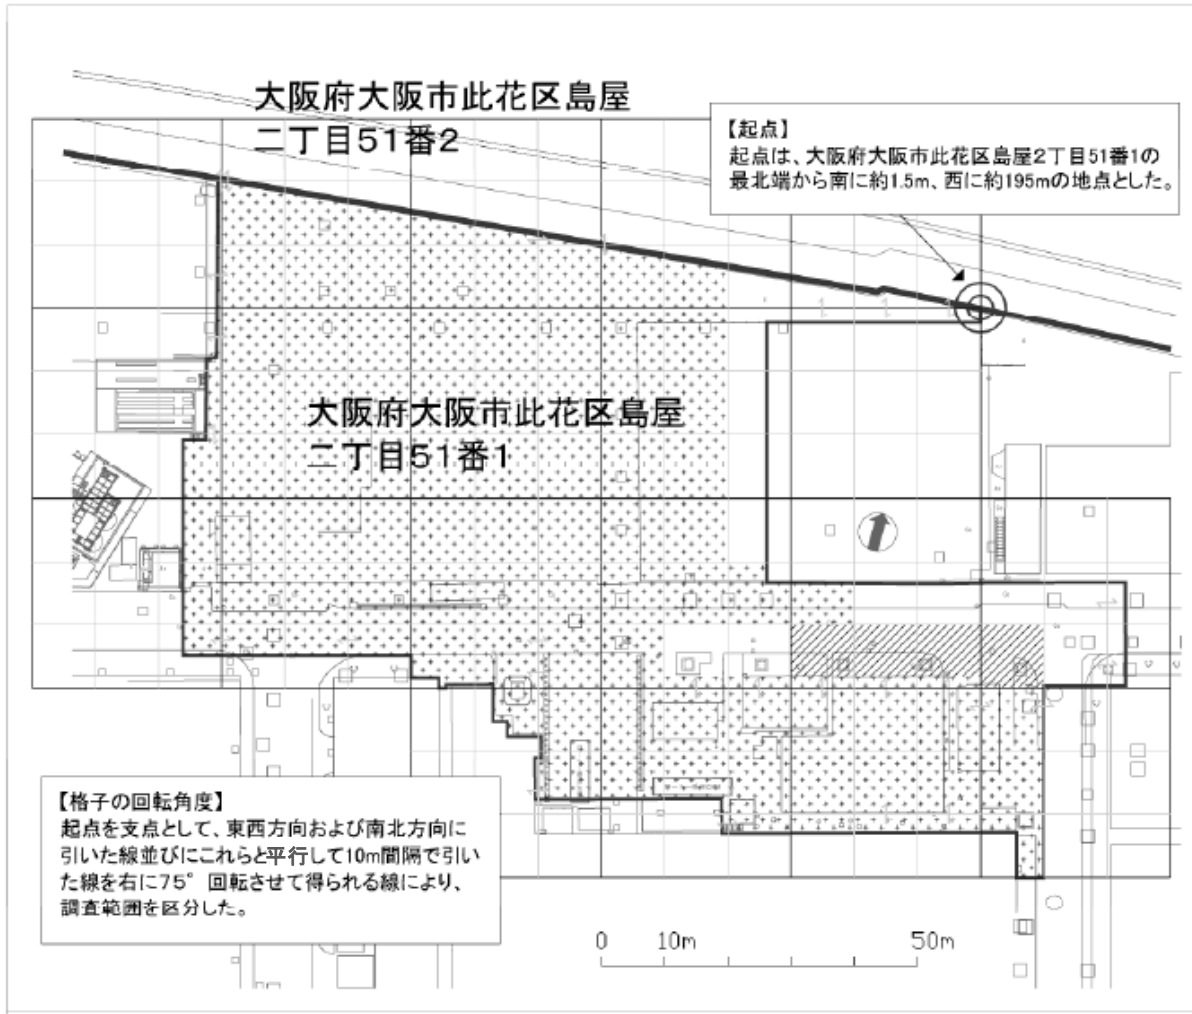 大阪府大阪市此花区島屋
二丁目51番2
【起点】
起点は、大阪府大阪市此花区島屋2丁目51番1の
最北端から南に約1.5m、西に約195mの地点とした。
大阪府大阪市此花区島屋
二丁目51番1
【格子の回転角度】
起点を支点として、東西方向および南北方向に
引いた線並びにこれらと平行して10m間隔で引い
た線を右に75°回転させて得られる線により、
調査範囲を区分した。
0 10m 50m